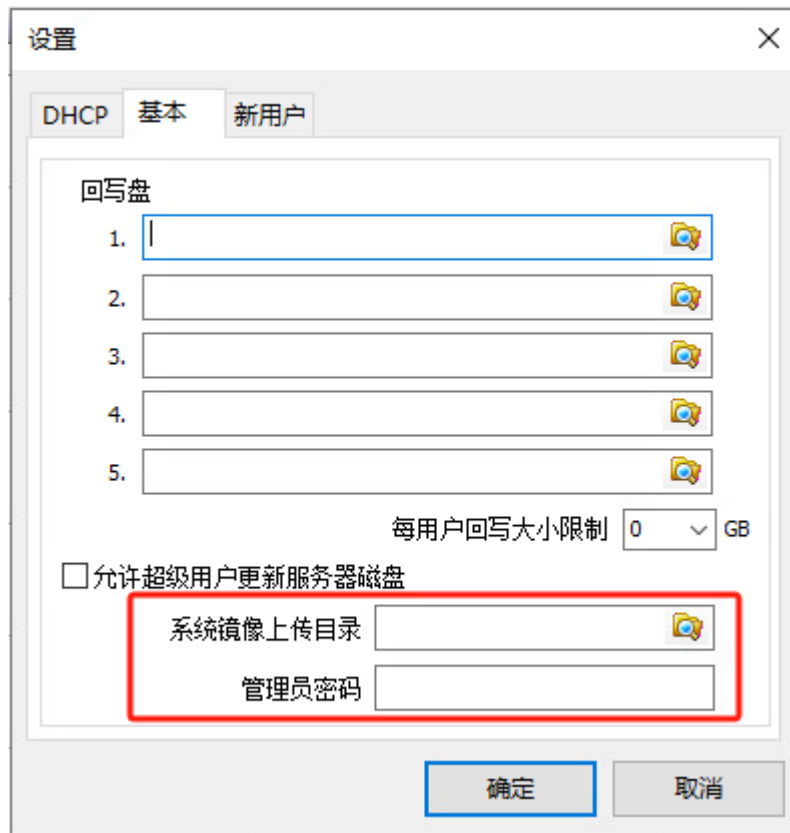 设置
DHCP 基本 新用户
回写盘
1.
2.
3.
4.
5.
每用户回写大小限制 0 GB
允许超级用户更新服务器磁盘
系统镜像上传目录
管理员密码
确定 取消